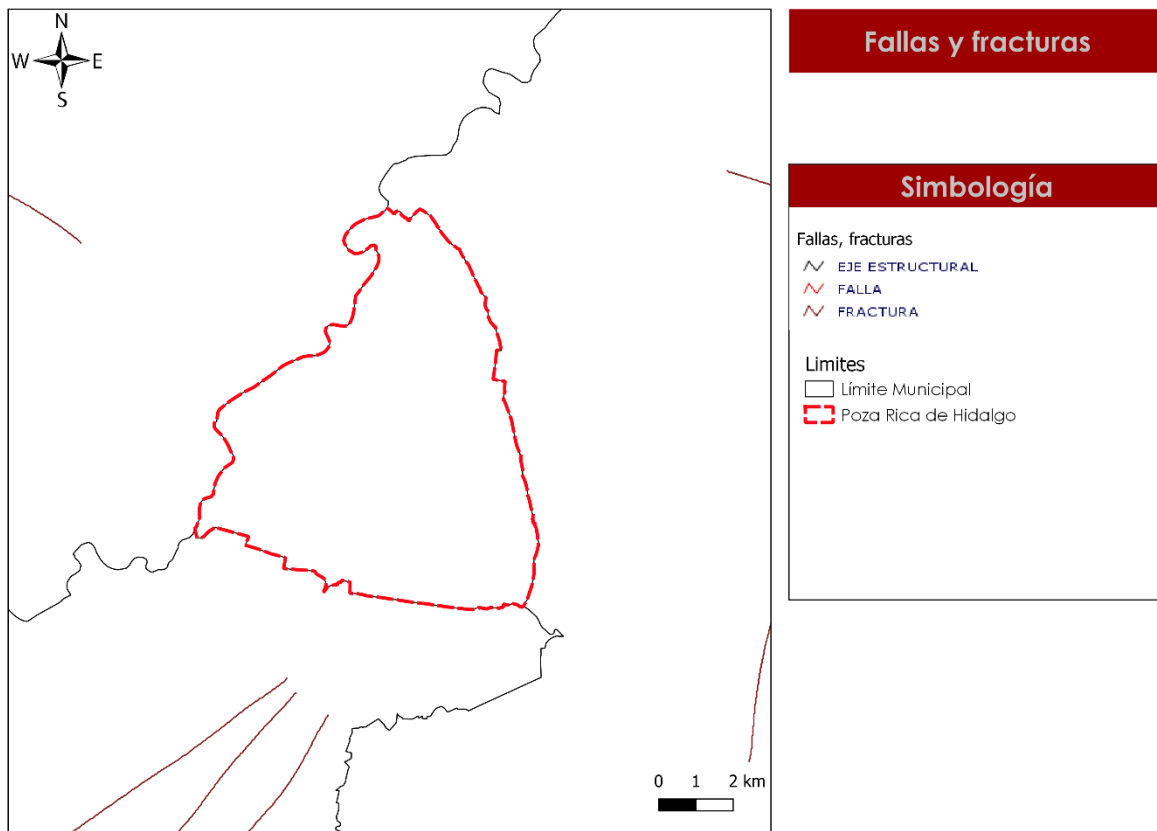 N
W E
S
0 1 2 km
Fallas y fracturas
Simbología
Fallas, fracturas
EJE ESTRUCTURAL
FALLA
FRACTURA
Limites
Límite Municipal
Poza Rica de Hidalgo